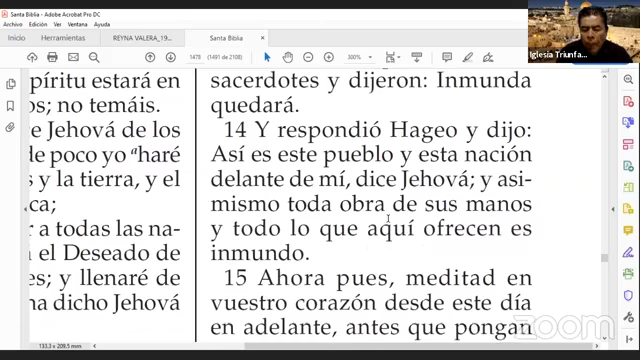 Santa Biblia - Adobe Acrobat Pro DC
Archivo Edición Ver Ventana Ayuda
Inicio Herramientas REYNA VALERA_19... Santa Biblia
1478 (1491 de 2108) 300%
píritu estará en
os; no temáis.
e Jehová de los
de poco yo ᵃharé
s y la tierra, y el
ca;
r a todas las na-
á el Deseado de
es; y llenaré de
ha dicho Jehová
sacerdotes y dijeron: Inmunda
quedará.
14 Y respondió Hageo y dijo:
Así es este pueblo y esta nación
delante de mí, dice Jehová; y asi-
mismo toda obra de sus manos
y todo lo que aquí ofrecen es
inmundo.
15 Ahora pues, meditad en
vuestro corazón desde este día
en adelante, antes que pongan
133,3 x 209,5 mm
Iglesia Triunfa...
zoom